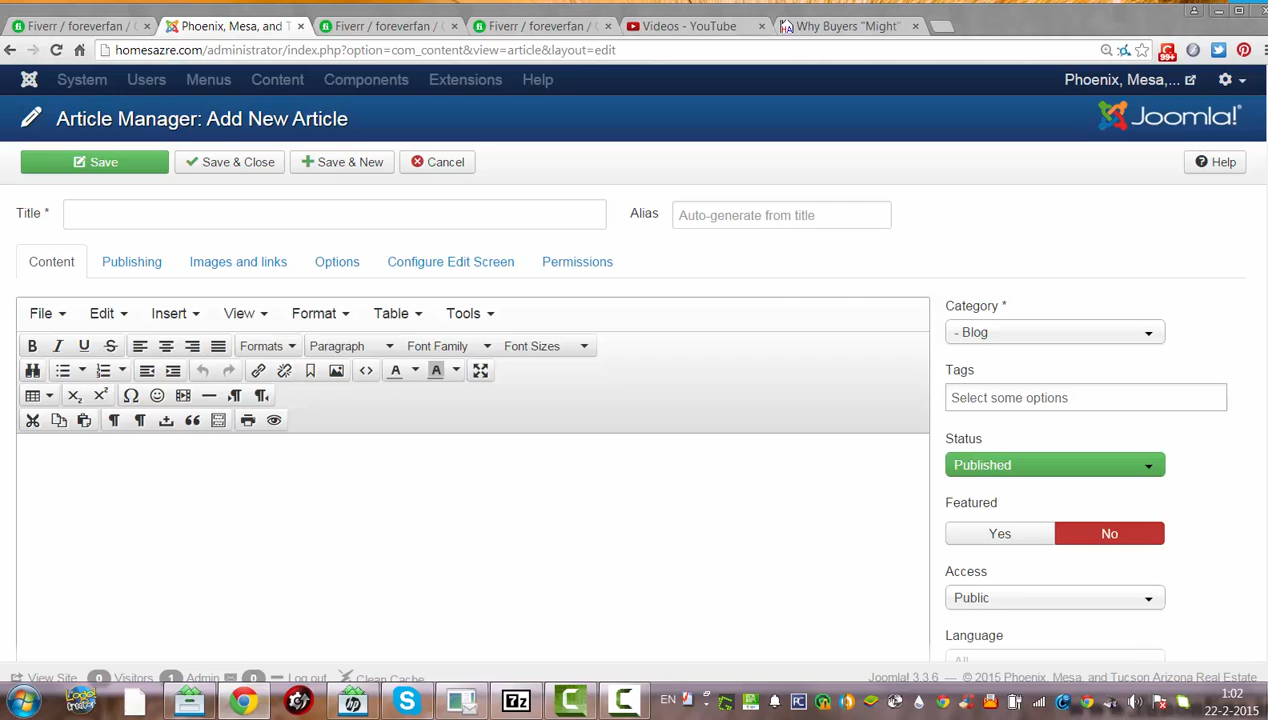 Fiverr / foreverfan / C
Phoenix, Mesa, and T
Fiverr / foreverfan / C
Fiverr / foreverfan / C
Videos - YouTube
Why Buyers "Might"
homesazre.com/administrator/index.php?option=com_content&view=article&layout=edit
99+
System Users Menus Content Components Extensions Help
Phoenix, Mesa,...
Article Manager: Add New Article
Joomla!
Save
Save & Close
Save & New
Cancel
Help
Title *
Alias
Auto-generate from title
Content Publishing Images and links Options Configure Edit Screen Permissions
File Edit Insert View Format Table Tools
Formats Paragraph Font Family Font Sizes
Category *
- Blog
Tags
Select some options
Status
Published
Featured
Yes No
Access
Public
Language
All
View Site 0 Visitors 1 Admin 0 Log out Clean Cache
Joomla! 3.3.6 — © 2015 Phoenix, Mesa, and Tucson Arizona Real Estate
EN
1:02
22-2-2015